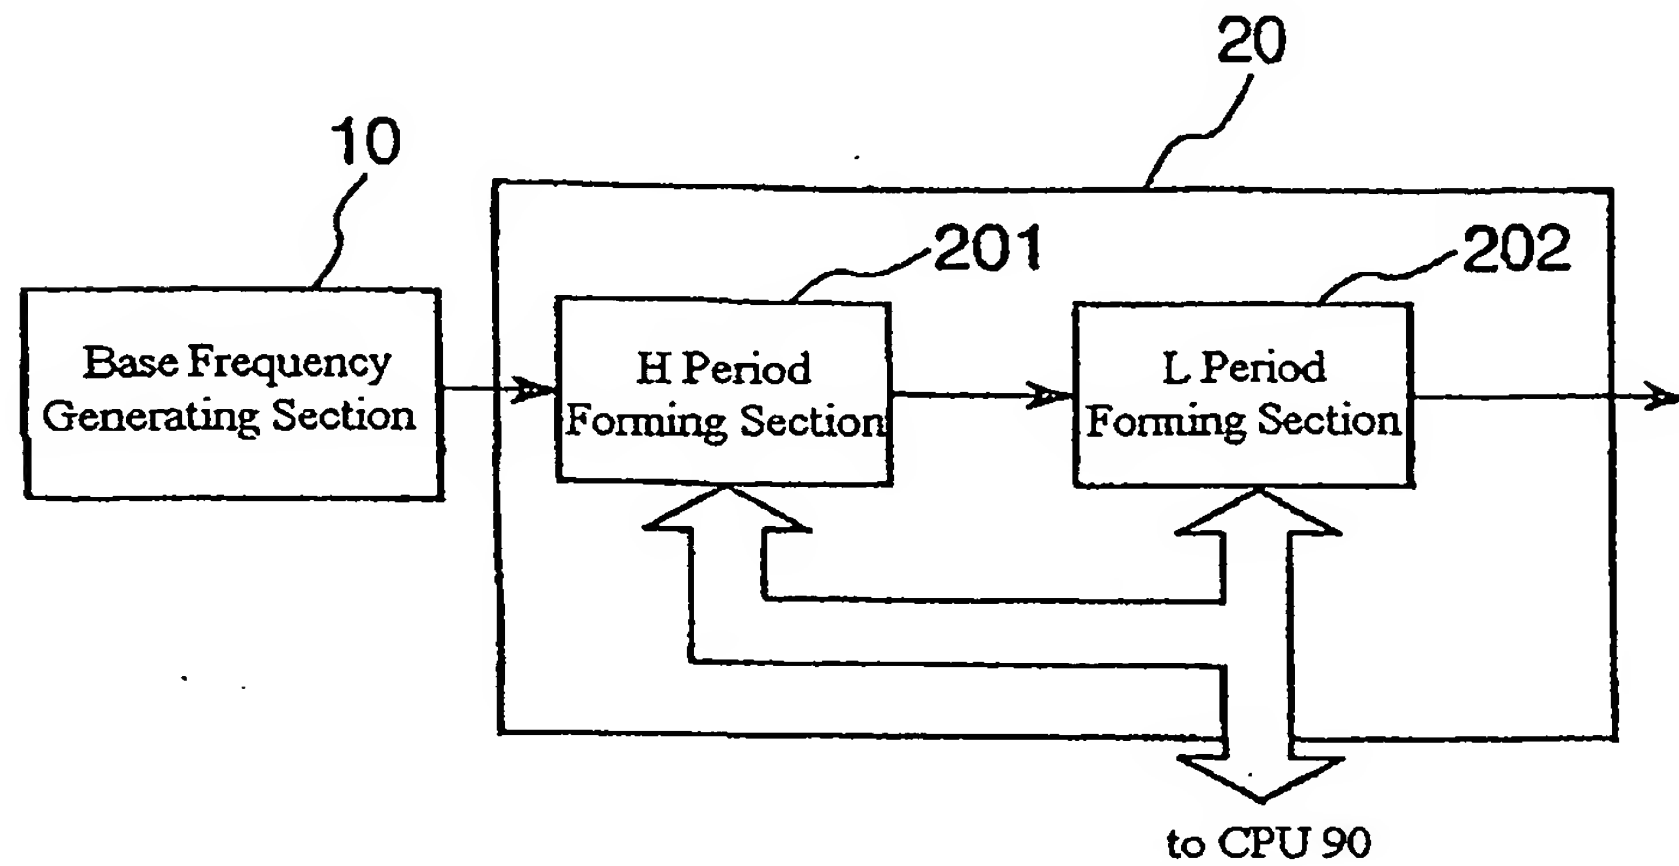 20
10
201
202
Base Frequency
Generating Section
H Period
Forming Section
L Period
Forming Section
to CPU 90